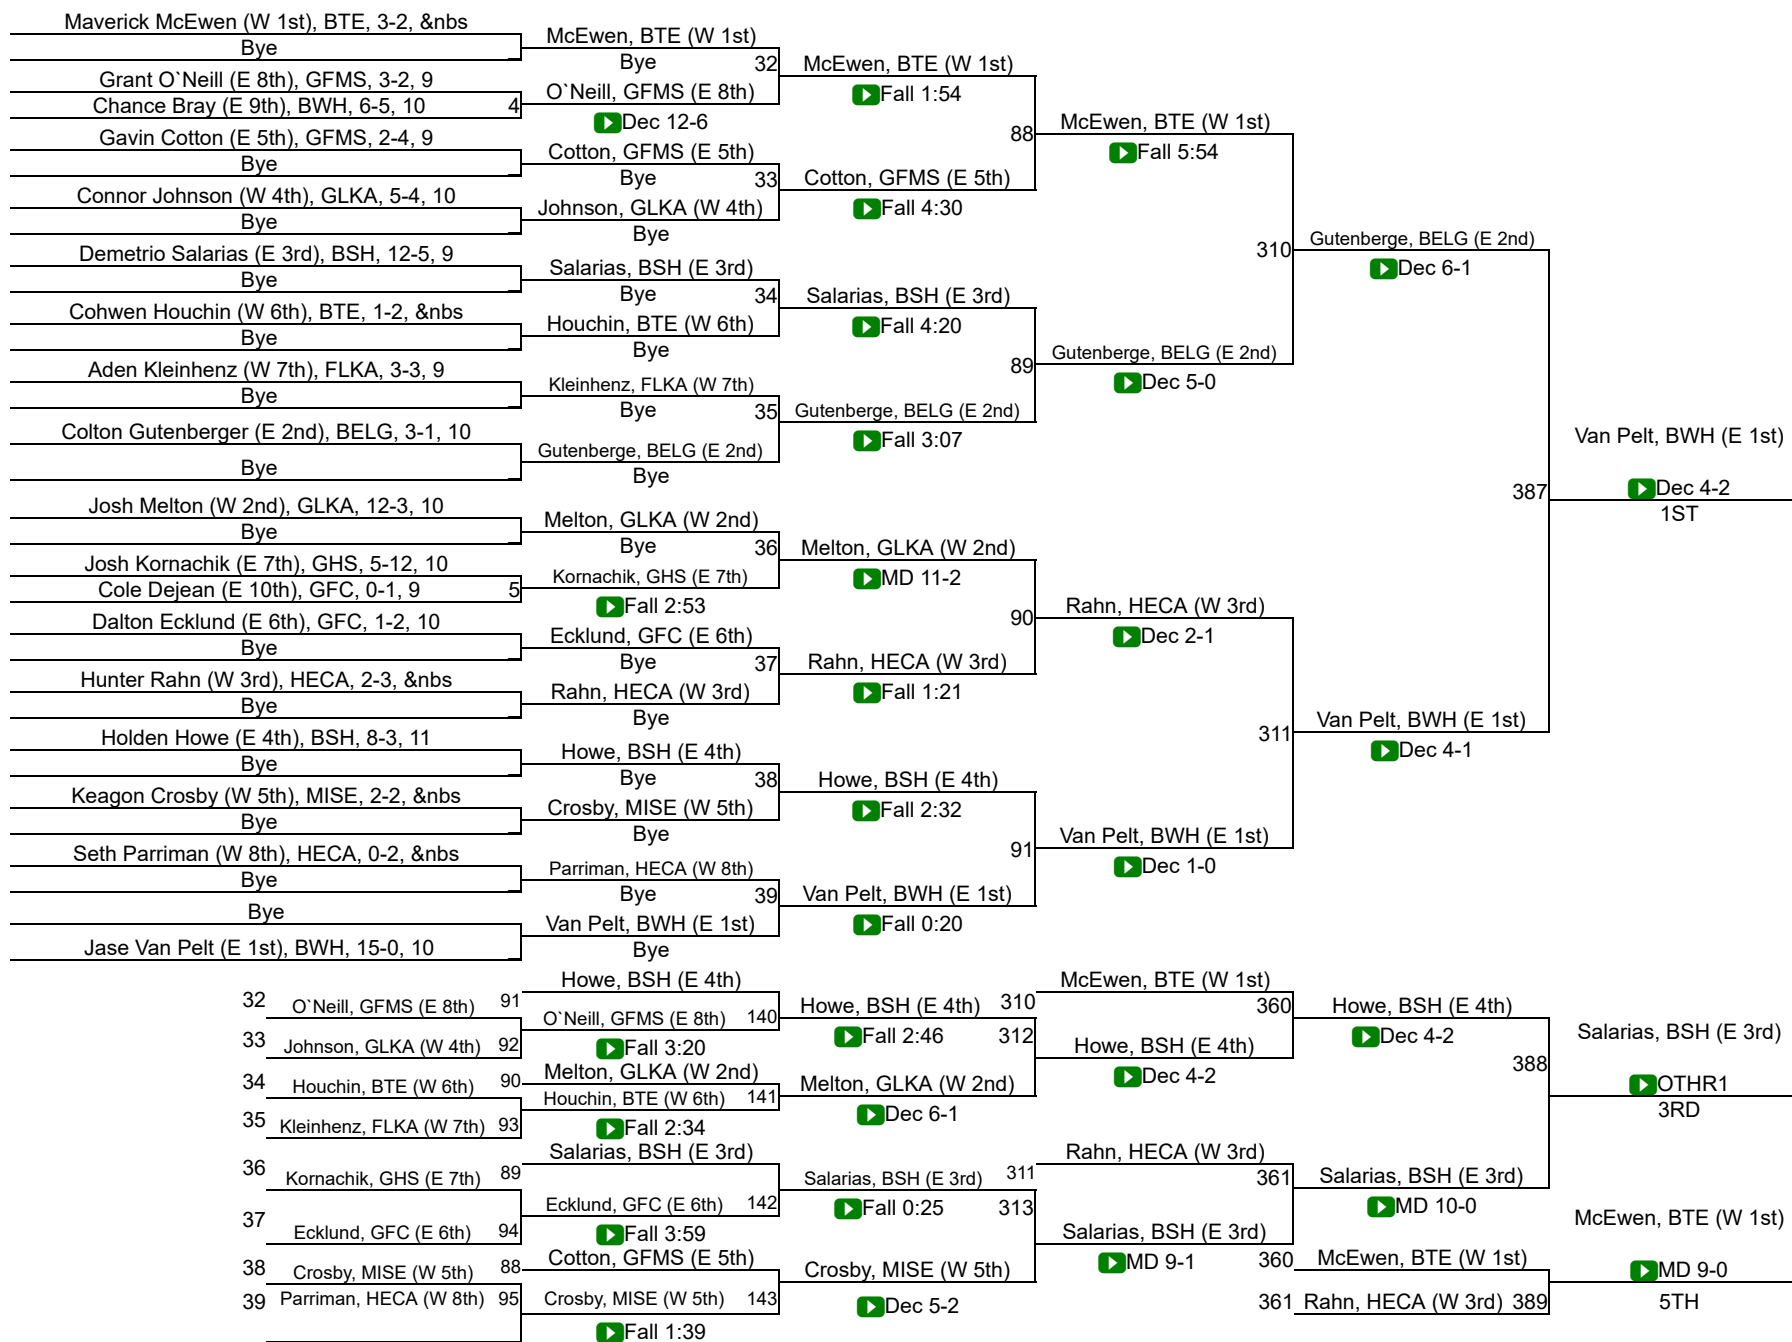 Maverick McEwen (W 1st), BTE, 3-2, &nbs
Bye
Grant O`Neill (E 8th), GFMS, 3-2, 9
Chance Bray (E 9th), BWH, 6-5, 10
4
Gavin Cotton (E 5th), GFMS, 2-4, 9
Bye
Connor Johnson (W 4th), GLKA, 5-4, 10
Bye
Demetrio Salarias (E 3rd), BSH, 12-5, 9
Bye
Cohwen Houchin (W 6th), BTE, 1-2, &nbs
Bye
Aden Kleinhenz (W 7th), FLKA, 3-3, 9
Bye
Colton Gutenberger (E 2nd), BELG, 3-1, 10
Bye
Josh Melton (W 2nd), GLKA, 12-3, 10
Bye
Josh Kornachik (E 7th), GHS, 5-12, 10
Cole Dejean (E 10th), GFC, 0-1, 9
5
Dalton Ecklund (E 6th), GFC, 1-2, 10
Bye
Hunter Rahn (W 3rd), HECA, 2-3, &nbs
Bye
Holden Howe (E 4th), BSH, 8-3, 11
Bye
Keagon Crosby (W 5th), MISE, 2-2, &nbs
Bye
Seth Parriman (W 8th), HECA, 0-2, &nbs
Bye
Bye
Jase Van Pelt (E 1st), BWH, 15-0, 10
McEwen, BTE (W 1st)
Bye
32
O`Neill, GFMS (E 8th)
Dec 12-6
Cotton, GFMS (E 5th)
Bye
33
Johnson, GLKA (W 4th)
Bye
Salarias, BSH (E 3rd)
Bye
34
Houchin, BTE (W 6th)
Bye
Kleinhenz, FLKA (W 7th)
Bye
35
Gutenberge, BELG (E 2nd)
Bye
Melton, GLKA (W 2nd)
Bye
36
Kornachik, GHS (E 7th)
Fall 2:53
Ecklund, GFC (E 6th)
Bye
37
Rahn, HECA (W 3rd)
Bye
Howe, BSH (E 4th)
Bye
38
Crosby, MISE (W 5th)
Bye
Parriman, HECA (W 8th)
Bye
39
Van Pelt, BWH (E 1st)
Bye
McEwen, BTE (W 1st)
Fall 1:54
88
Cotton, GFMS (E 5th)
Fall 4:30
Salarias, BSH (E 3rd)
Fall 4:20
89
Gutenberge, BELG (E 2nd)
Fall 3:07
Melton, GLKA (W 2nd)
MD 11-2
90
Rahn, HECA (W 3rd)
Fall 1:21
Howe, BSH (E 4th)
Fall 2:32
91
Van Pelt, BWH (E 1st)
Fall 0:20
McEwen, BTE (W 1st)
Fall 5:54
310
Gutenberge, BELG (E 2nd)
Dec 5-0
Rahn, HECA (W 3rd)
Dec 2-1
311
Van Pelt, BWH (E 1st)
Dec 1-0
Gutenberge, BELG (E 2nd)
Dec 6-1
387
Van Pelt, BWH (E 1st)
Dec 4-1
Van Pelt, BWH (E 1st)
Dec 4-2
1ST
32
O`Neill, GFMS (E 8th)
91
33
Johnson, GLKA (W 4th)
92
34
Houchin, BTE (W 6th)
90
35
Kleinhenz, FLKA (W 7th)
93
36
Kornachik, GHS (E 7th)
89
37
Ecklund, GFC (E 6th)
94
38
Crosby, MISE (W 5th)
88
39
Parriman, HECA (W 8th)
95
Howe, BSH (E 4th)
O`Neill, GFMS (E 8th)
140
Fall 3:20
Melton, GLKA (W 2nd)
Houchin, BTE (W 6th)
141
Fall 2:34
Salarias, BSH (E 3rd)
Ecklund, GFC (E 6th)
142
Fall 3:59
Cotton, GFMS (E 5th)
Crosby, MISE (W 5th)
143
Fall 1:39
Howe, BSH (E 4th)
310
Fall 2:46
312
Melton, GLKA (W 2nd)
Dec 6-1
Salarias, BSH (E 3rd)
311
Fall 0:25
313
Crosby, MISE (W 5th)
Dec 5-2
McEwen, BTE (W 1st)
360
Howe, BSH (E 4th)
Dec 4-2
Rahn, HECA (W 3rd)
361
Salarias, BSH (E 3rd)
MD 9-1
Howe, BSH (E 4th)
Dec 4-2
388
Salarias, BSH (E 3rd)
MD 10-0
Salarias, BSH (E 3rd)
OTHR1
3RD
360
McEwen, BTE (W 1st)
361
Rahn, HECA (W 3rd)
389
McEwen, BTE (W 1st)
MD 9-0
5TH